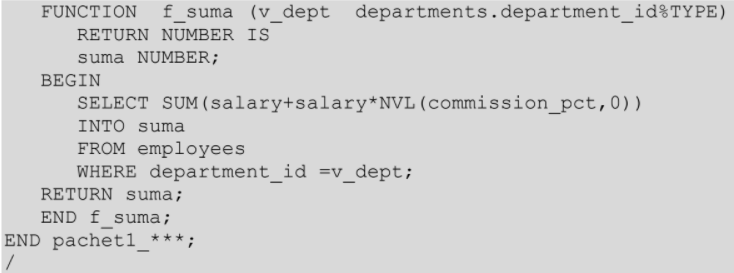 FUNCTION f_suma (v_dept departments.department_id%TYPE)
RETURN NUMBER IS
suma NUMBER;
BEGIN
SELECT SUM(salary+salary*NVL(commission_pct,0))
INTO suma
FROM employees
WHERE department_id =v_dept;
RETURN suma;
END f_suma;
END pachet1_***;
/